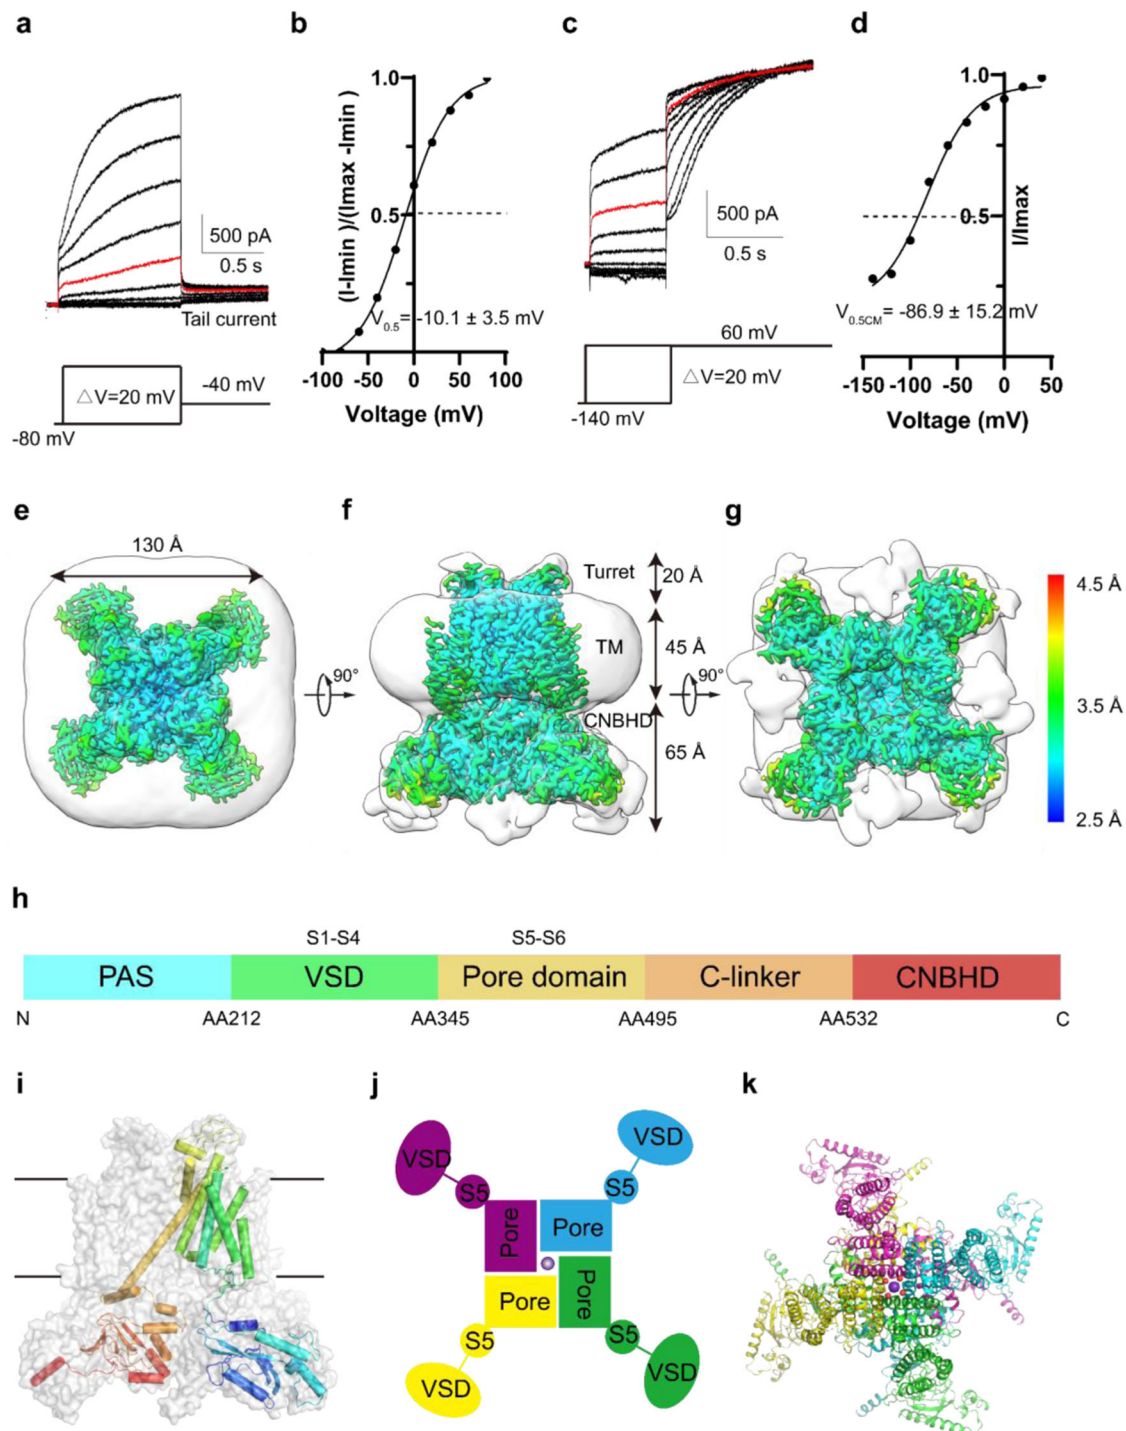 a
500 pA
0.5 s
Tail current
△V=20 mV
-40 mV
-80 mV
b
(I-Imin )/(Imax -Imin )
1.0
0.5
V0.5= -10.1 ± 3.5 mV
-100 -50 0 50 100
Voltage (mV)
c
500 pA
0.5 s
60 mV
△V=20 mV
-140 mV
d
1.0
0.5
I/Imax
V0.5CM= -86.9 ± 15.2 mV
-150 -100 -50 0 50
Voltage (mV)
e
130 Å
90°
f
Turret
20 Å
TM
45 Å
CNBHD
65 Å
90°
g
4.5 Å
3.5 Å
2.5 Å
h
S1-S4 S5-S6
PAS VSD Pore domain C-linker CNBHD
N AA212 AA345 AA495 AA532 C
i
j
VSD
VSD
S5
S5
Pore
Pore
Pore
Pore
S5
S5
VSD
VSD
k